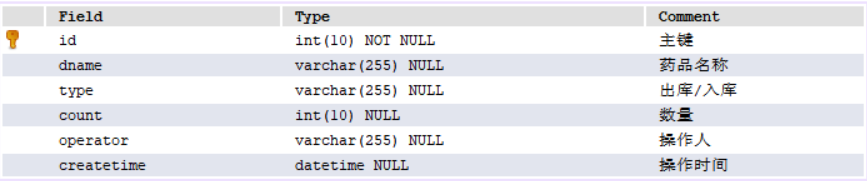 Field Type Comment
id int(10) NOT NULL 主键
dname varchar(255) NULL 药品名称
type varchar(255) NULL 出库/入库
count int(10) NULL 数量
operator varchar(255) NULL 操作人
createtime datetime NULL 操作时间